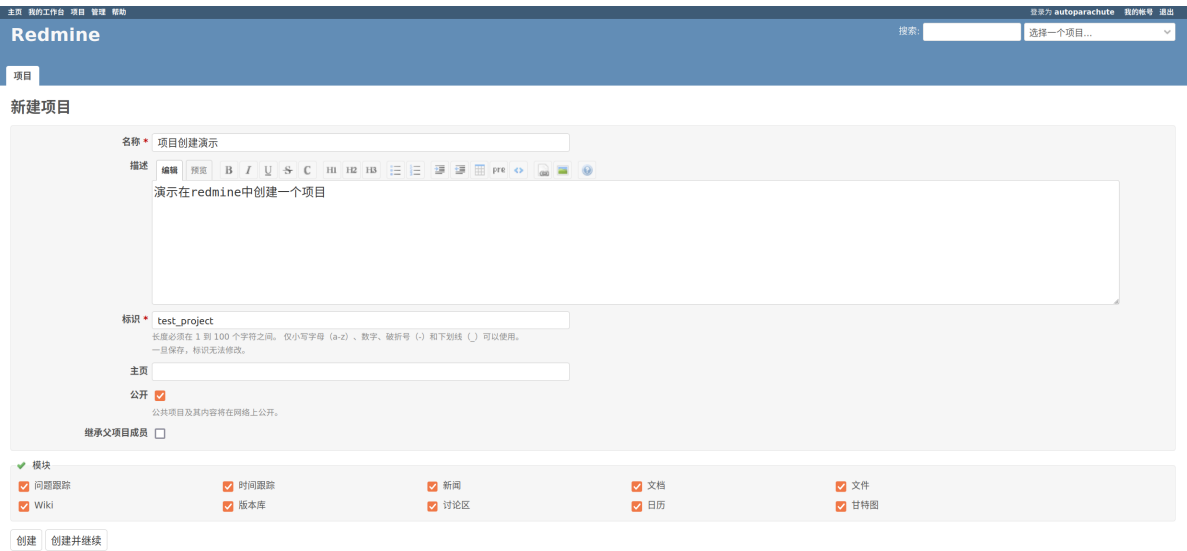 主页 我的工作台 项目 管理 帮助 登录为 autoparachute 我的帐号 退出
Redmine 搜索: 选择一个项目...
项目
新建项目
名称 * 项目创建演示
描述 编辑 预览 B I U S C H1 H2 H3 pre <> ?
演示在redmine中创建一个项目
标识 * test_project
长度必须在 1 到 100 个字符之间。 仅小写字母（a-z）、数字、破折号（-）和下划线（_）可以使用。
一旦保存，标识无法修改。
主页
公开
公共项目及其内容将在网络上公开。
继承父项目成员
模块
问题跟踪 时间跟踪 新闻 文档 文件
Wiki 版本库 讨论区 日历 甘特图
创建 创建并继续